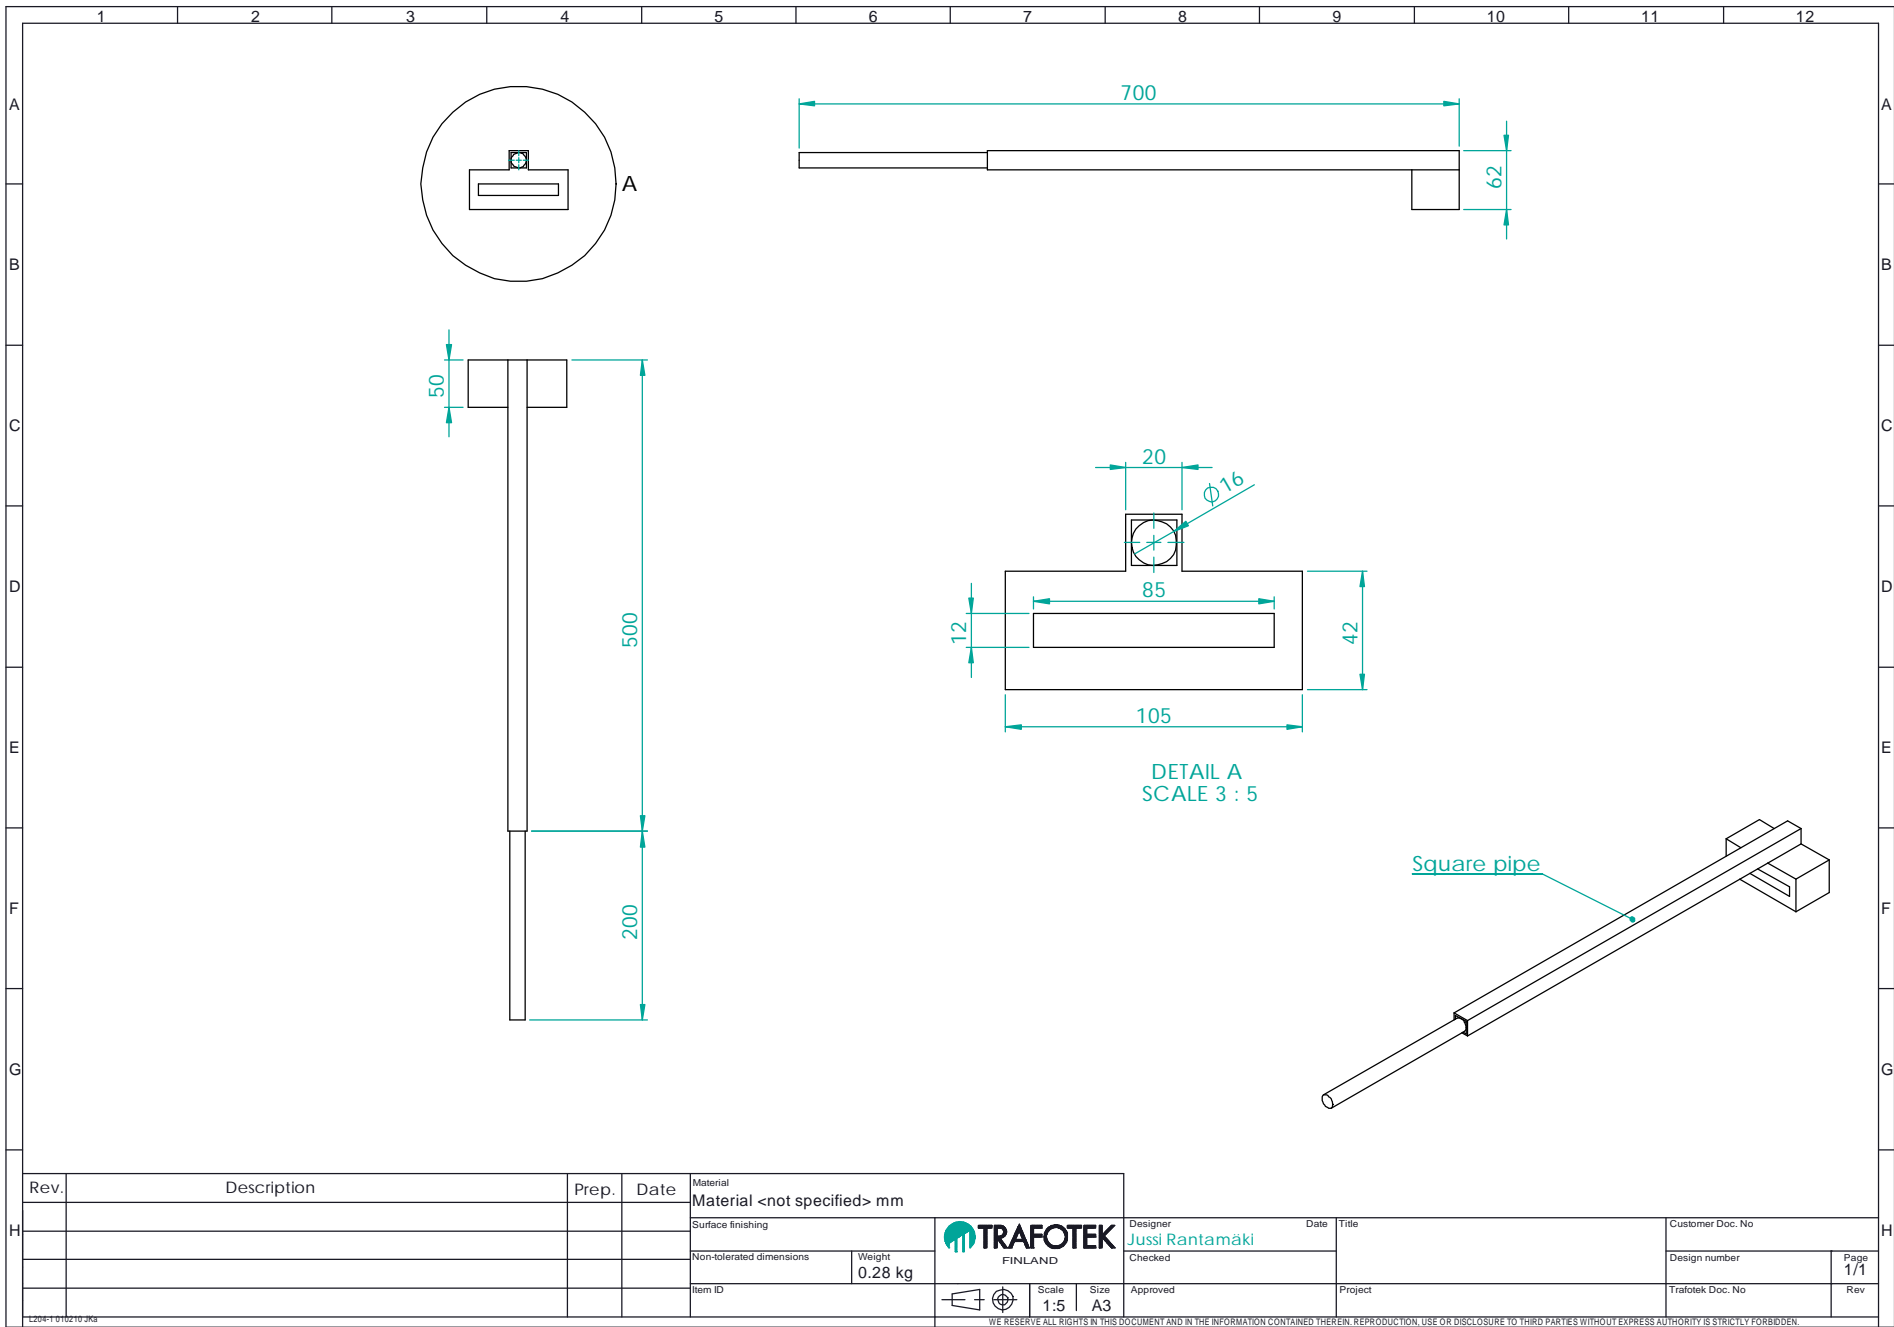 1 2 3 4 5 6 7 8 9 10 11 12
A A
B B
C C
D D
E E
F F
G G
H H
A
700
62
50
500
200
20
Φ16
85
12
42
105
DETAIL A
SCALE 3 : 5
Square pipe
Rev. Description Prep. Date
Material
Material <not specified> mm
Surface finishing
Non-tolerated dimensions
Weight
0.28 kg
Item ID
TRAFOTEK
FINLAND
Scale
1:5
Size
A3
Designer Date
Jussi Rantamäki
Checked
Approved
Title
Project
Customer Doc. No
Design number
Page
1/1
Trafotek Doc. No
Rev
L204-1 010210 JKa
WE RESERVE ALL RIGHTS IN THIS DOCUMENT AND IN THE INFORMATION CONTAINED THEREIN. REPRODUCTION, USE OR DISCLOSURE TO THIRD PARTIES WITHOUT EXPRESS AUTHORITY IS STRICTLY FORBIDDEN.